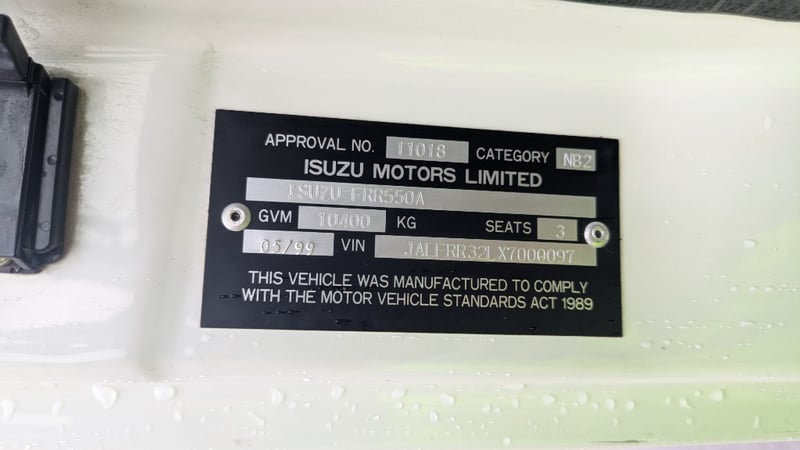 APPROVAL NO. 11018 CATEGORY NB2
ISUZU MOTORS LIMITED
ISUZU FRR550A
GVM 10400 KG SEATS 3
05/99 VIN JALFRR32LX7000097
THIS VEHICLE WAS MANUFACTURED TO COMPLY
WITH THE MOTOR VEHICLE STANDARDS ACT 1989